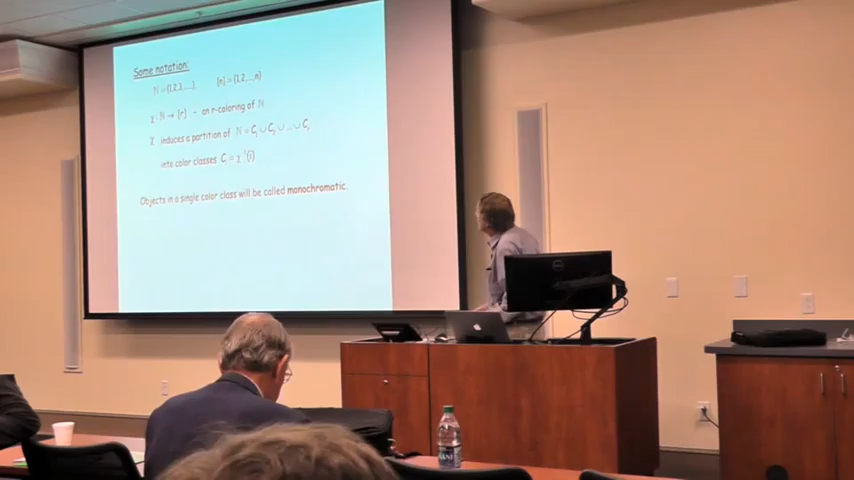 Some notation:
ℕ = {1,2,3,...} [n] = {1,2,...,n}
χ : ℕ → [r] - an r-coloring of ℕ
χ induces a partition of ℕ = C₁ ∪ C₂ ∪ ... ∪ Cᵣ
into color classes Cᵢ = χ⁻¹(i)
Objects in a single color class will be called monochromatic.
DELL